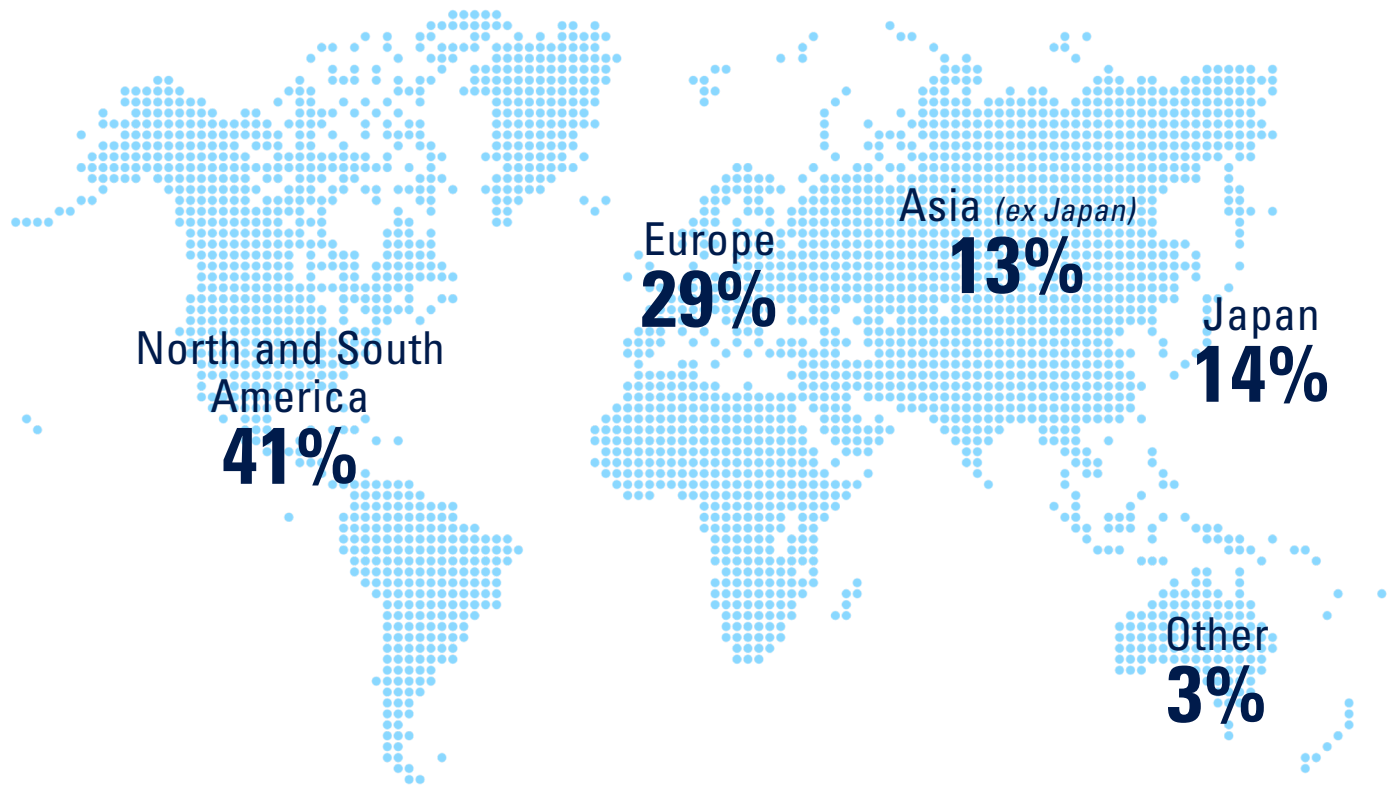 North and South
America
41%
Europe
29%
Asia (ex Japan)
13%
Japan
14%
Other
3%